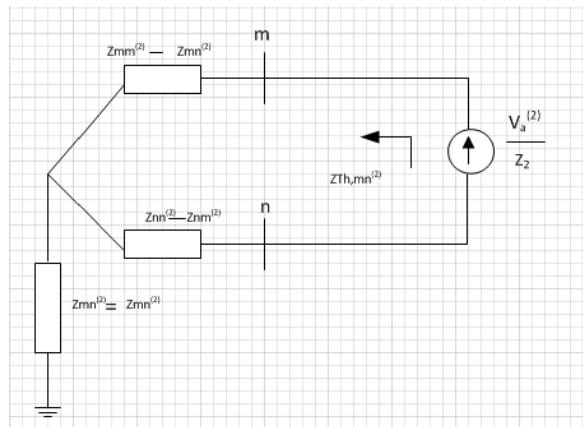 m
Zmm⁽²⁾ — Zmn⁽²⁾
Va⁽²⁾
Z2
ZTh,mn⁽²⁾
n
Znn⁽²⁾—Znm⁽²⁾
Zmn⁽²⁾= Zmn⁽²⁾